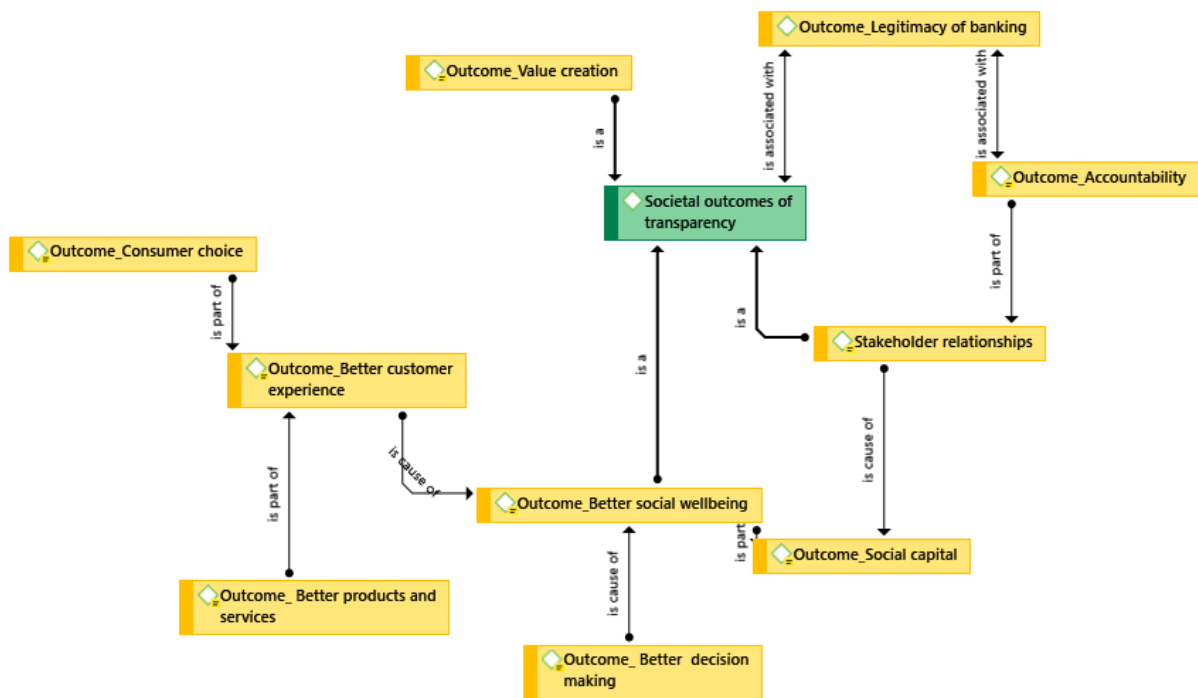 Outcome_Legitimacy of banking
Outcome_Value creation
is a
is associated with
is associated with
Outcome_Accountability
Societal outcomes of
transparency
Outcome_Consumer choice
is part of
is part of
is a
Stakeholder relationships
Outcome_Better customer
experience
is a
is part of
is cause of
is cause of
Outcome_Better social wellbeing
is part
Outcome_Social capital
is cause of
Outcome_ Better products and
services
Outcome_ Better  decision
making